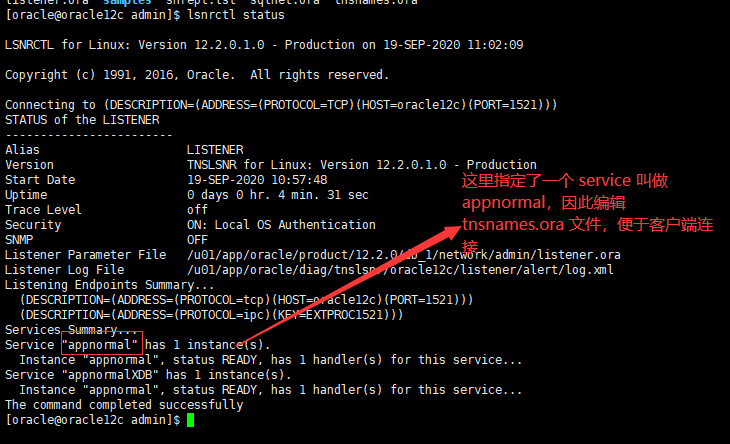 listener.ora  samples  shrept.lst  sqlnet.ora  tnsnames.ora
[oracle@oracle12c admin]$ lsnrctl status
LSNRCTL for Linux: Version 12.2.0.1.0 - Production on 19-SEP-2020 11:02:09
Copyright (c) 1991, 2016, Oracle.  All rights reserved.
Connecting to (DESCRIPTION=(ADDRESS=(PROTOCOL=TCP)(HOST=oracle12c)(PORT=1521)))
STATUS of the LISTENER
------------------------
Alias                     LISTENER
Version                   TNSLSNR for Linux: Version 12.2.0.1.0 - Production
Start Date                19-SEP-2020 10:57:48
Uptime                    0 days 0 hr. 4 min. 31 sec
Trace Level               off
Security                  ON: Local OS Authentication
SNMP                      OFF
Listener Parameter File   /u01/app/oracle/product/12.2.0/db_1/network/admin/listener.ora
Listener Log File         /u01/app/oracle/diag/tnslsnr/oracle12c/listener/alert/log.xml
Listening Endpoints Summary...
  (DESCRIPTION=(ADDRESS=(PROTOCOL=tcp)(HOST=oracle12c)(PORT=1521)))
  (DESCRIPTION=(ADDRESS=(PROTOCOL=ipc)(KEY=EXTPROC1521)))
Services Summary...
Service "appnormal" has 1 instance(s).
  Instance "appnormal", status READY, has 1 handler(s) for this service...
Service "appnormalXDB" has 1 instance(s).
  Instance "appnormal", status READY, has 1 handler(s) for this service...
The command completed successfully
[oracle@oracle12c admin]$
这里指定了一个 service 叫做
appnormal，因此编辑
tnsnames.ora 文件，便于客户端连
接